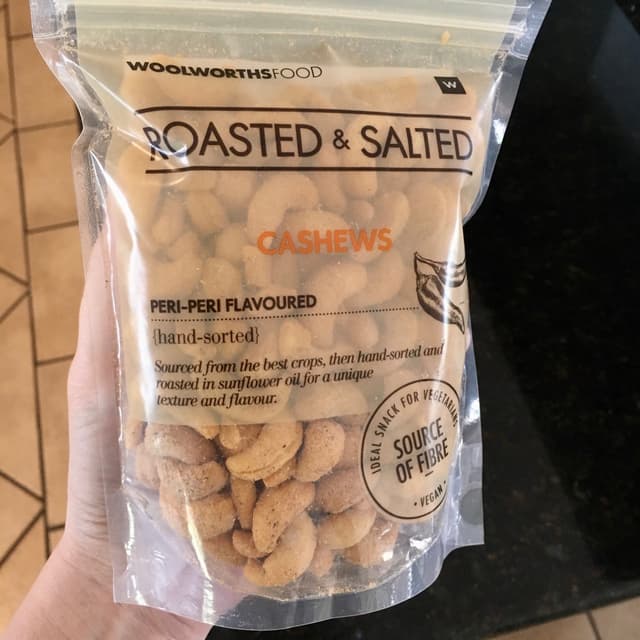 WOOLWORTHSFOOD
W
ROASTED & SALTED
CASHEWS
PERI-PERI FLAVOURED
{hand-sorted}
Sourced from the best crops, then hand-sorted and
roasted in sunflower oil for a unique
texture and flavour.
IDEAL SNACK FOR VEGETARIANS
SOURCE
OF FIBRE
• VEGAN •